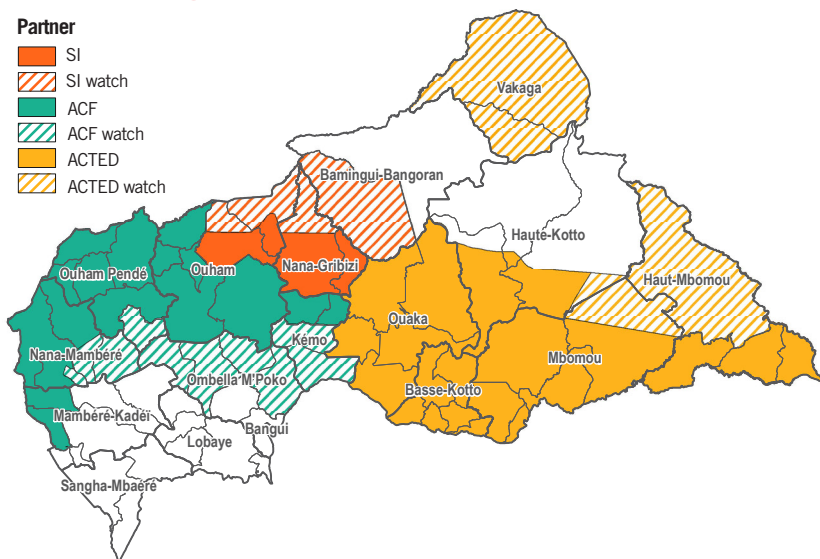 Partner
SI
SI watch
ACF
ACF watch
ACTED
ACTED watch
Vakaga
Bamingui-Bangoran
Haute-Kotto
Ouham Pendé
Ouham
Nana-Gribizi
Haut-Mbomou
Ouaka
Kémo
Nana-Mambéré
Mbomou
Ombella M'Poko
Basse-Kotto
Mambéré-Kadéï
Bangui
Lobaye
Sangha-Mbaéré